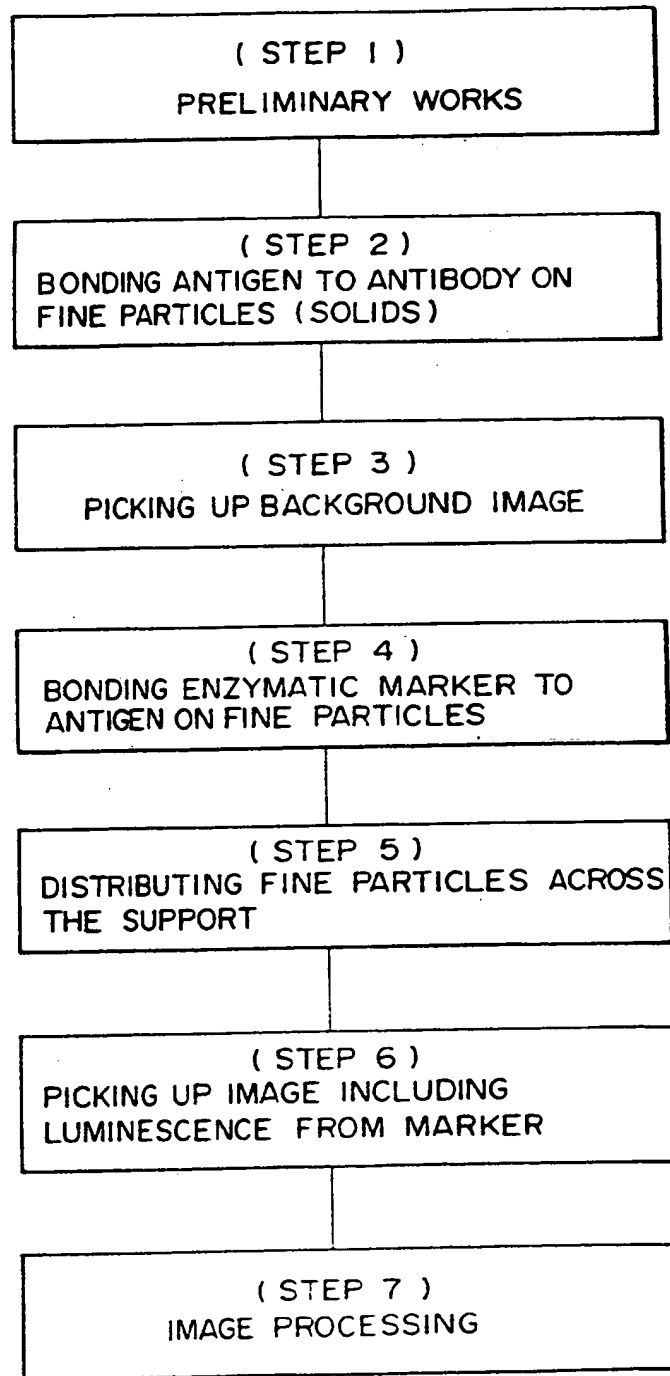 ( STEP 1 )
PRELIMINARY WORKS
( STEP 2 )
BONDING ANTIGEN TO ANTIBODY ON
FINE PARTICLES (SOLIDS)
( STEP 3 )
PICKING UP BACKGROUND IMAGE
( STEP 4 )
BONDING ENZYMATIC MARKER TO
ANTIGEN ON FINE PARTICLES
( STEP 5 )
DISTRIBUTING FINE PARTICLES ACROSS
THE SUPPORT
( STEP 6 )
PICKING UP IMAGE INCLUDING
LUMINESCENCE FROM MARKER
( STEP 7 )
IMAGE PROCESSING